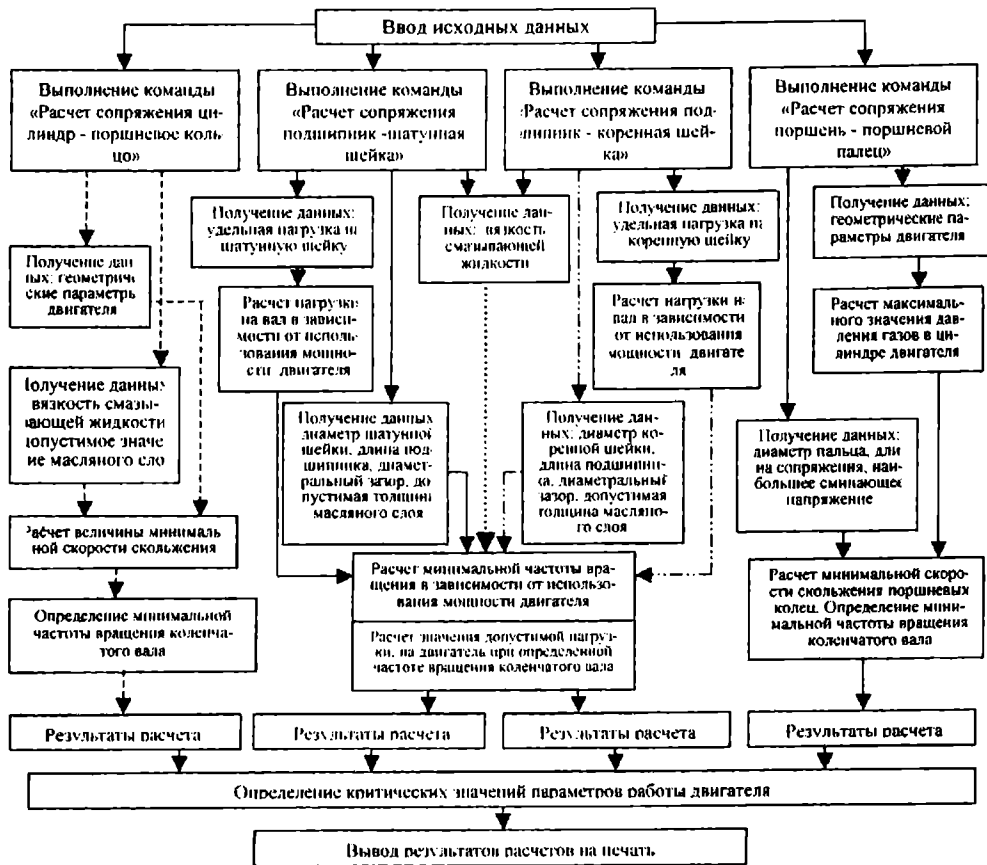 Ввод исходных данных
Выполнение команды
«Расчет сопряжения ци-
линдр - поршневое коль-
цо»
Выполнение команды
«Расчет сопряжения
подшипник -шатунная
шейка»
Выполнение команды
«Расчет сопряжения под-
шипник - коренная шей-
ка»
Выполнение команды
«Расчет сопряжения
поршень - поршневой
палец»
Получение дан-
ных: геометриче-
ские параметры
двигателя
Получение данных:
удельная нагрузка на
шатунную шейку
Получение дан-
ных: вязкость
смазывающей
жидкости
Получение данных:
удельная нагрузка на
коренную шейку
Получение данных:
геометрические па-
раметры двигателя
Расчет нагрузки
на вал в зависи-
мости от исполь-
зования мощно-
сти двигателя
Расчет нагрузки на
вал в зависимости
от использования
мощности двигате-
ля
Расчет максималь-
ного значения дав-
ления газов в ци-
линдре двигателя
Получение данных
вязкость смазы-
вающей жидкости
допустимое значе-
ние масляного сло
Получение данных
диаметр шатунной
шейки, длина под-
шипника, диамет-
ральный зазор, до-
пустимая толщина
масляного слоя
Получение дан-
ных: диаметр ко-
ренной шейки,
длина подшипни-
ка, диаметральный
зазор, допустимая
толщина масляно-
го слоя
Получение данных:
диаметр пальца, дли-
на сопряжения, наи-
большее сминающее
напряжение
Расчет величины минималь-
ной скорости скольжения
Расчет минимальной частоты вра-
щения в зависимости от использо-
вания мощности двигателя
Расчет минимальной скоро-
сти скольжения поршневых
колец. Определение мини-
мальной частоты вращения
коленчатого вала
Определение минимальной
частоты вращения коленча-
того вала
Расчет значения допустимой нагруз-
ки, на двигатель при определенной
частоте вращения коленчатого вала
Результаты расчета
Результаты расчета
Результаты расчета
Результаты расчета
Определение критических значений параметров работы двигателя
Вывод результатов расчетов на печать